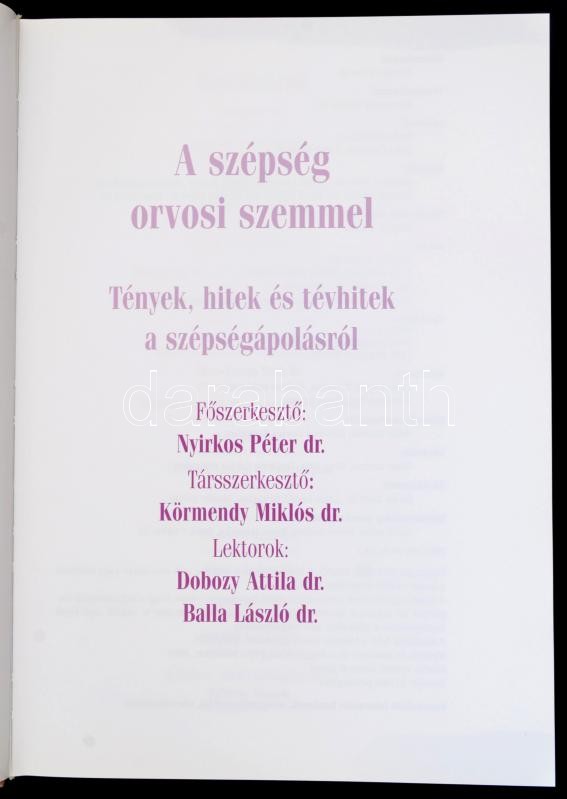 A szépség
orvosi szemmel
Tények, hitek és tévhitek
a szépségápolásról
darabanth
Főszerkesztő:
Nyirkos Péter dr.
Társszerkesztő:
Körmendy Miklós dr.
Lektorok:
Dobozy Attila dr.
Balla László dr.